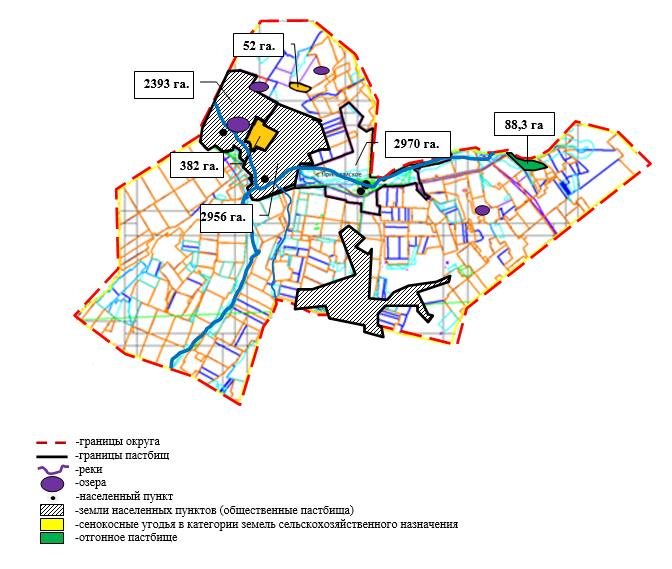 52 га.
2393 га.
88,3 га
2970 га.
382 га.
2956 га.
-границы округа
-границы пастбищ
-реки
-озера
-населенный пункт
-земли населенных пунктов (общественные пастбища)
-сенокосные угодья в категории земель сельскохозяйственного назначения
-отгонное пастбище